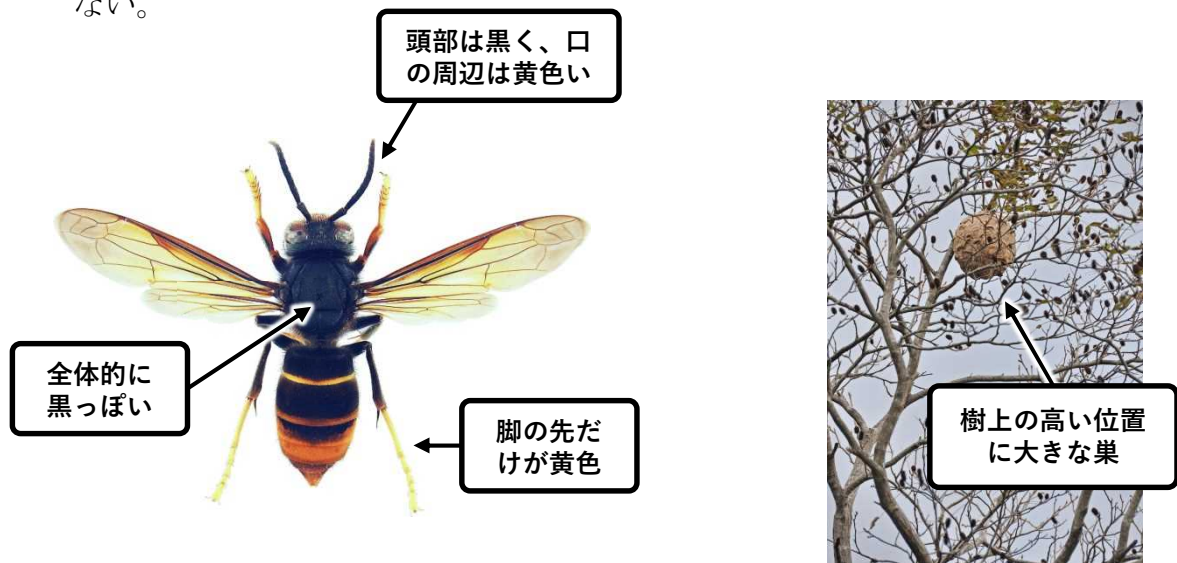 ない。
頭部は黒く、口
の周辺は黄色い
全体的に
黒っぽい
脚の先だ
けが黄色
樹上の高い位置
に大きな巣